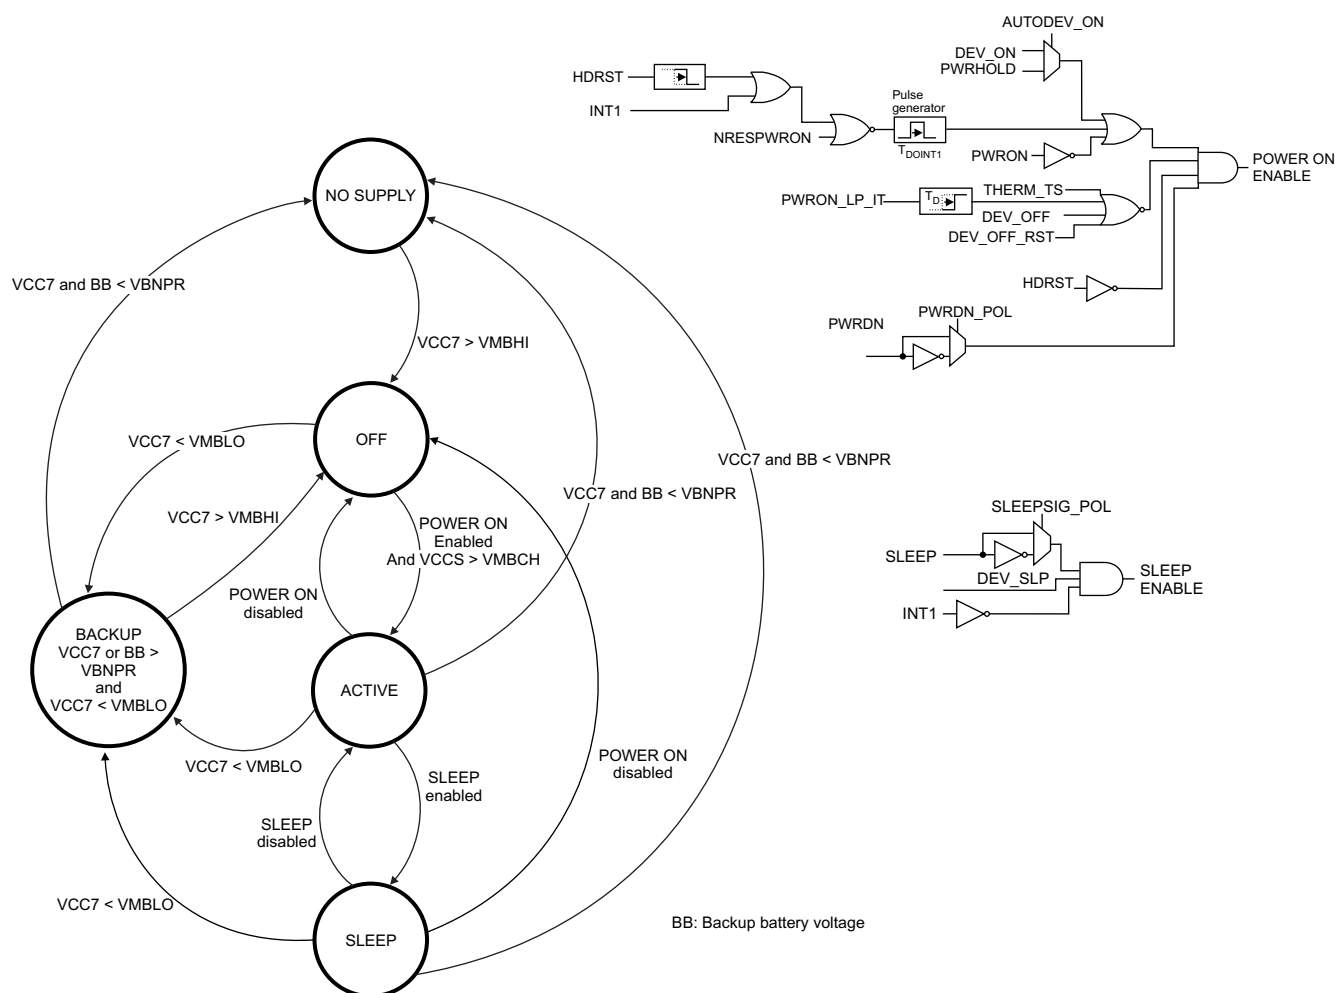 AUTODEV_ON
DEV_ON
PWRHOLD
HDRST
INT1
Pulse
generator
NRESPWRON
TDOINT1
PWRON
POWER ON
ENABLE
PWRON_LP_IT
TD
THERM_TS
DEV_OFF
DEV_OFF_RST
HDRST
PWRDN
PWRDN_POL
NO SUPPLY
VCC7 and BB < VBNPR
VCC7 > VMBHI
OFF
VCC7 < VMBLO
VCC7 > VMBHI
VCC7 and BB < VBNPR
VCC7 and BB < VBNPR
POWER ON
Enabled
And VCCS > VMBCH
POWER ON
disabled
BACKUP
VCC7 or BB >
VBNPR
and
VCC7 < VMBLO
ACTIVE
VCC7 < VMBLO
SLEEP
enabled
POWER ON
disabled
SLEEP
disabled
VCC7 < VMBLO
SLEEP
BB: Backup battery voltage
SLEEPSIG_POL
SLEEP
DEV_SLP
INT1
SLEEP
ENABLE